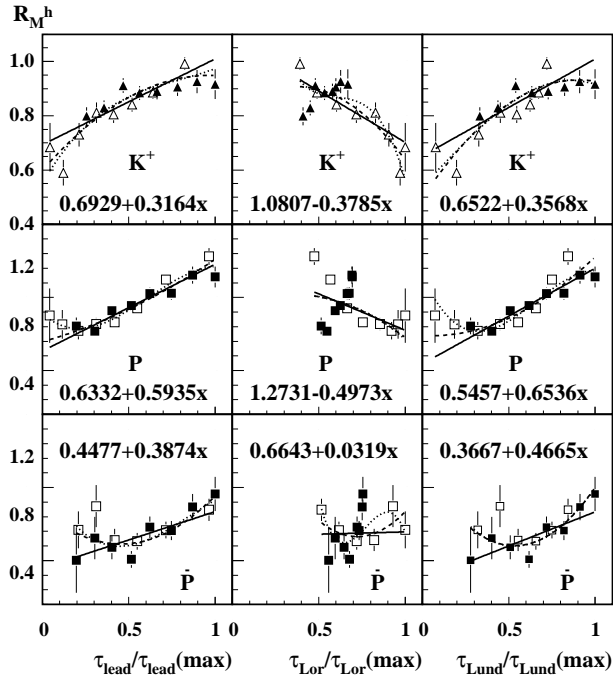 R_M^h
1.0
0.8
0.6
0.4
K⁺
0.6929+0.3164x
K⁺
1.0807-0.3785x
K⁺
0.6522+0.3568x
1.2
0.8
0.4
P
0.6332+0.5935x
P
1.2731-0.4973x
P
0.5457+0.6536x
1.2
0.8
0.4
0.4477+0.3874x
P̄
0.6643+0.0319x
P̄
0.3667+0.4665x
P̄
0 0.5 1.0 0.5 1.0 0.5 1.0
τ_lead/τ_lead(max) τ_Lor/τ_Lor(max) τ_Lund/τ_Lund(max)